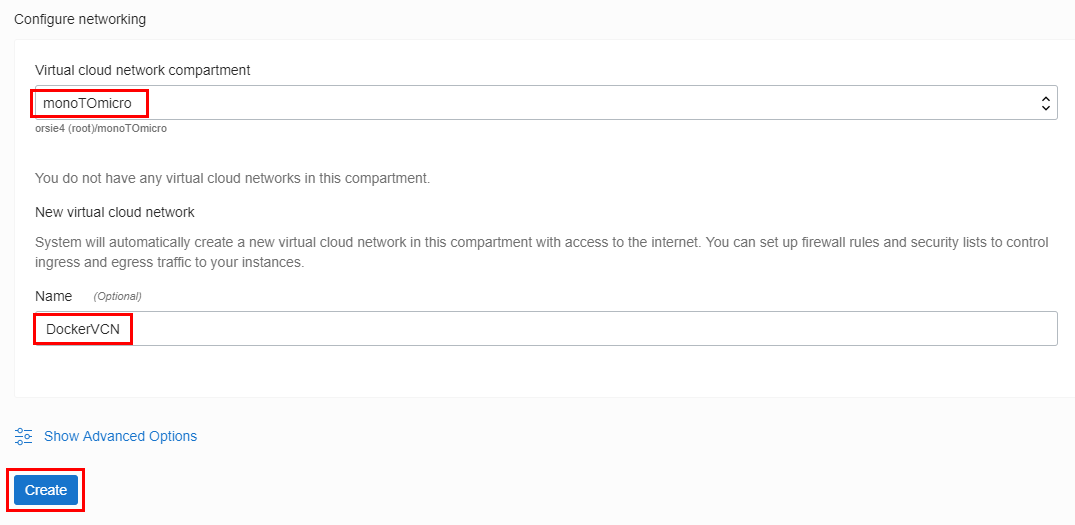 Configure networking
Virtual cloud network compartment
monoTOmicro
orsie4 (root)/monoTOmicro
You do not have any virtual cloud networks in this compartment.
New virtual cloud network
System will automatically create a new virtual cloud network in this compartment with access to the internet. You can set up firewall rules and security lists to control
ingress and egress traffic to your instances.
Name (Optional)
DockerVCN
Show Advanced Options
Create